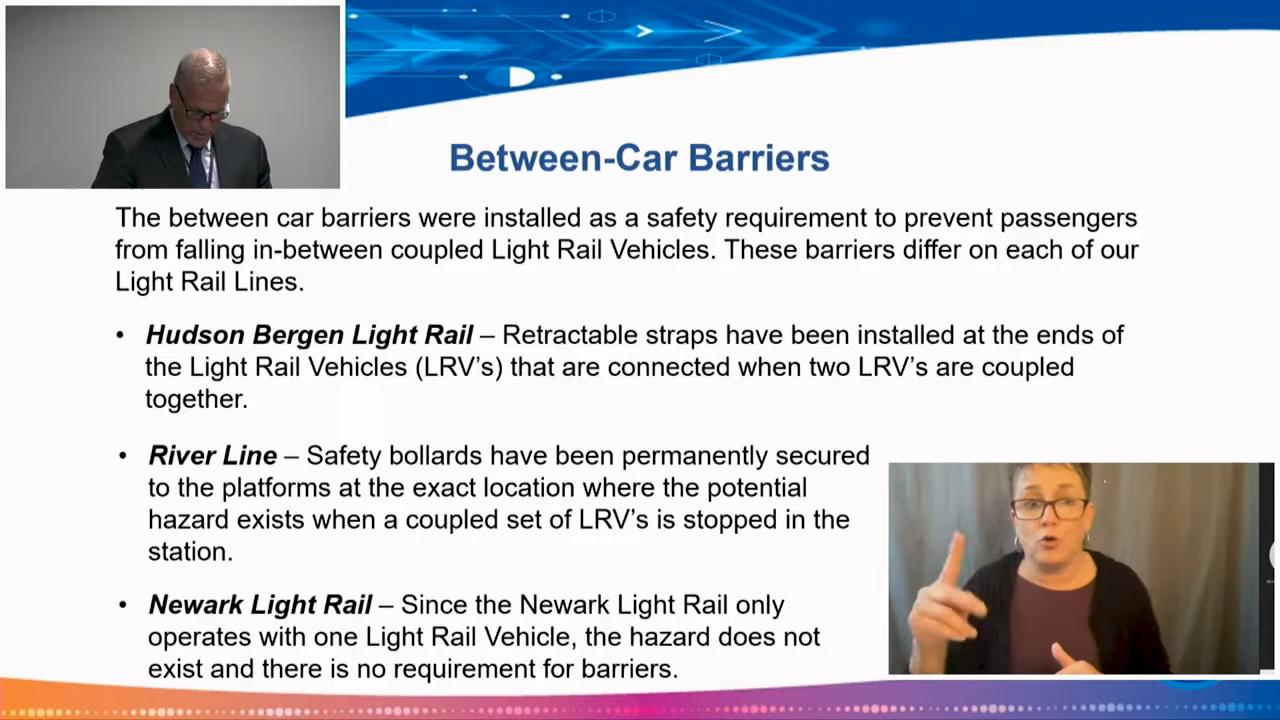 Between-Car Barriers
The between car barriers were installed as a safety requirement to prevent passengers
from falling in-between coupled Light Rail Vehicles. These barriers differ on each of our
Light Rail Lines.
• Hudson Bergen Light Rail – Retractable straps have been installed at the ends of
the Light Rail Vehicles (LRV’s) that are connected when two LRV’s are coupled
together.
• River Line – Safety bollards have been permanently secured
to the platforms at the exact location where the potential
hazard exists when a coupled set of LRV’s is stopped in the
station.
• Newark Light Rail – Since the Newark Light Rail only
operates with one Light Rail Vehicle, the hazard does not
exist and there is no requirement for barriers.